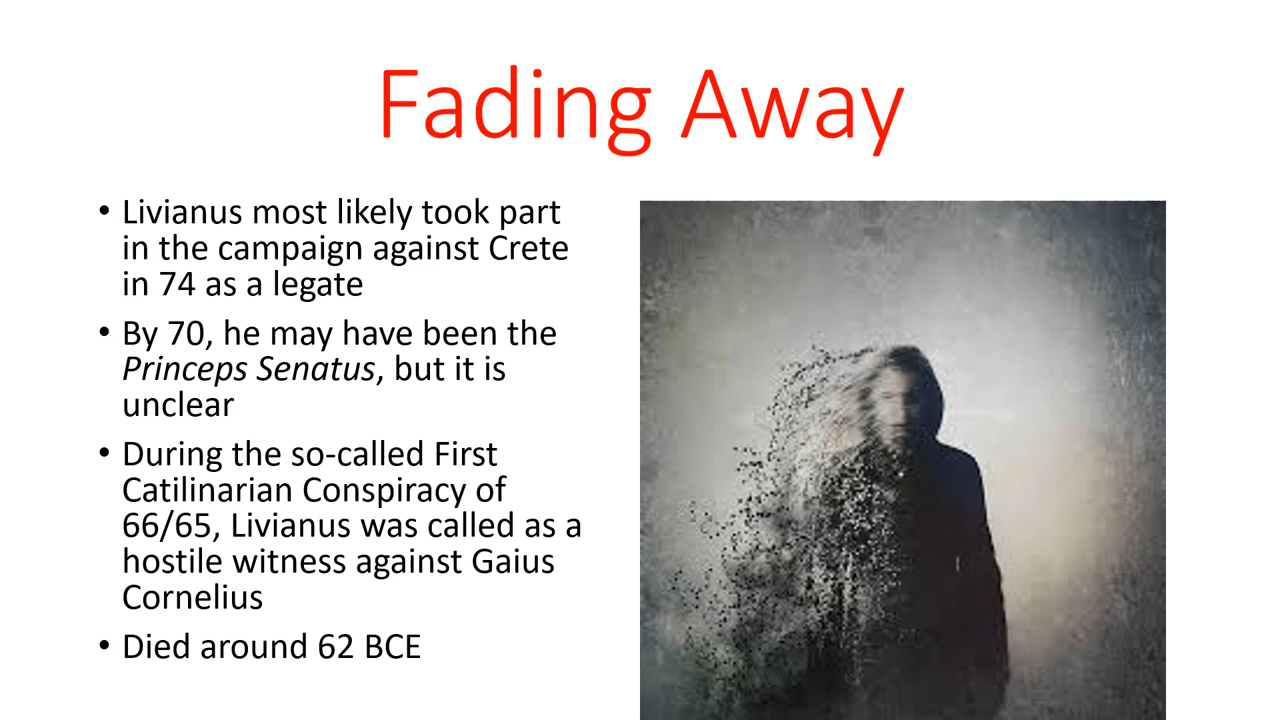 Fading Away
• Livianus most likely took part
in the campaign against Crete
in 74 as a legate
• By 70, he may have been the
Princeps Senatus, but it is
unclear
• During the so-called First
Catilinarian Conspiracy of
66/65, Livianus was called as a
hostile witness against Gaius
Cornelius
• Died around 62 BCE